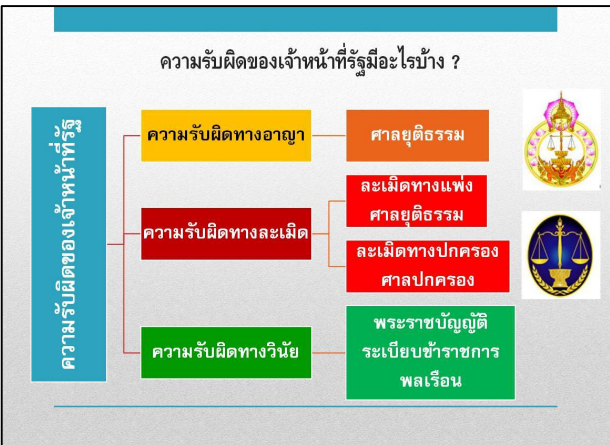 ความรับผิดของเจ้าหน้าที่รัฐมีอะไรบ้าง ?
ความรับผิดของเจ้าหน้าที่รัฐ
ความรับผิดทางอาญา
ศาลยุติธรรม
ความรับผิดทางละเมิด
ละเมิดทางแพ่ง
ศาลยุติธรรม
ละเมิดทางปกครอง
ศาลปกครอง
ความรับผิดทางวินัย
พระราชบัญญัติ
ระเบียบข้าราชการ
พลเรือน